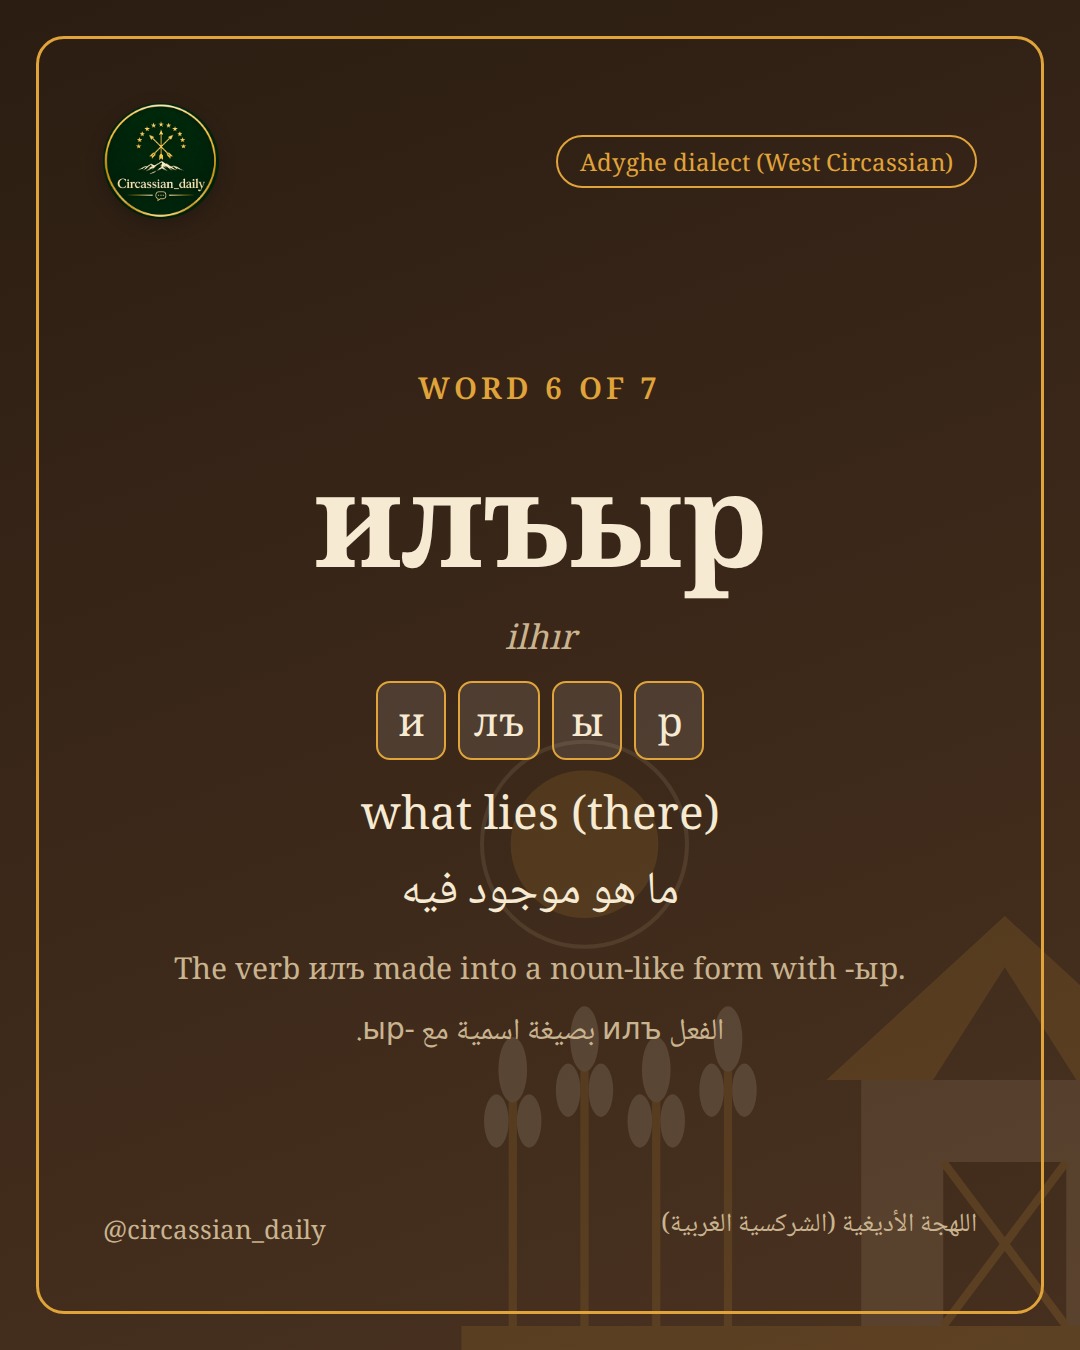 Circassian_daily
Adyghe dialect (West Circassian)
WORD 6 OF 7
илъыр
ilhır
и лъ ы р
what lies (there)
ما هو موجود فيه
The verb илъ made into a noun-like form with -ыр.
الفعل илъ بصيغة اسمية مع -ыр.
@circassian_daily
اللهجة الأديغية (الشركسية الغربية)